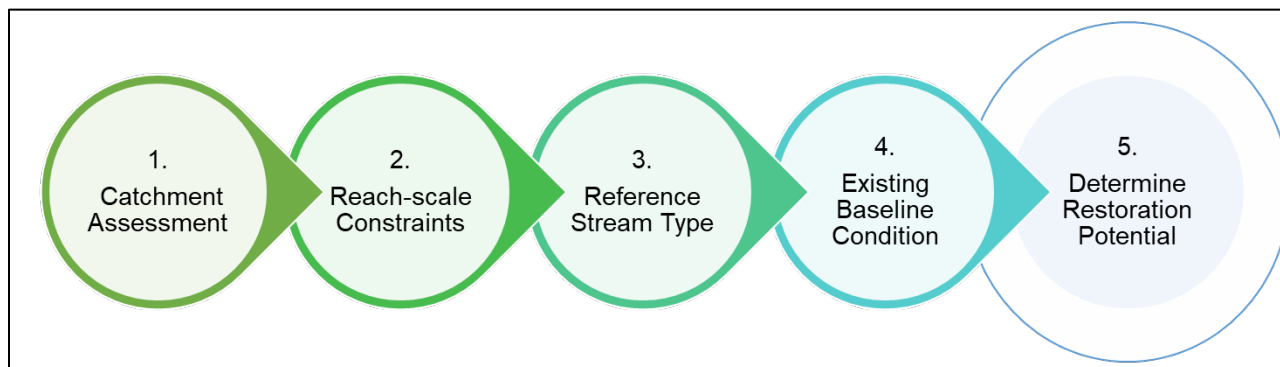 1.
Catchment
Assessment
2.
Reach-scale
Constraints
3.
Reference
Stream Type
4.
Existing
Baseline
Condition
5.
Determine
Restoration
Potential